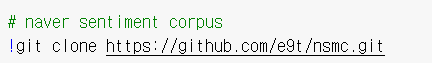 # naver sentiment corpus
!git clone https://github.com/e9t/nsmc.git